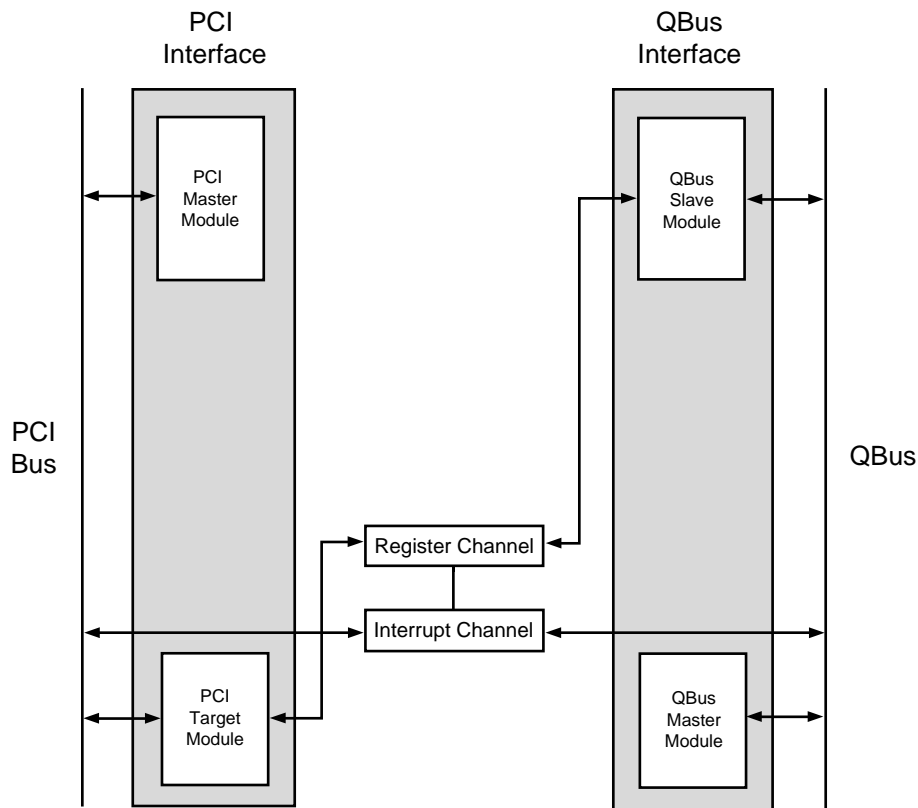 PCI
Interface
QBus
Interface
PCI
Master
Module
QBus
Slave
Module
PCI
Bus
QBus
Register Channel
Interrupt Channel
PCI
Target
Module
QBus
Master
Module